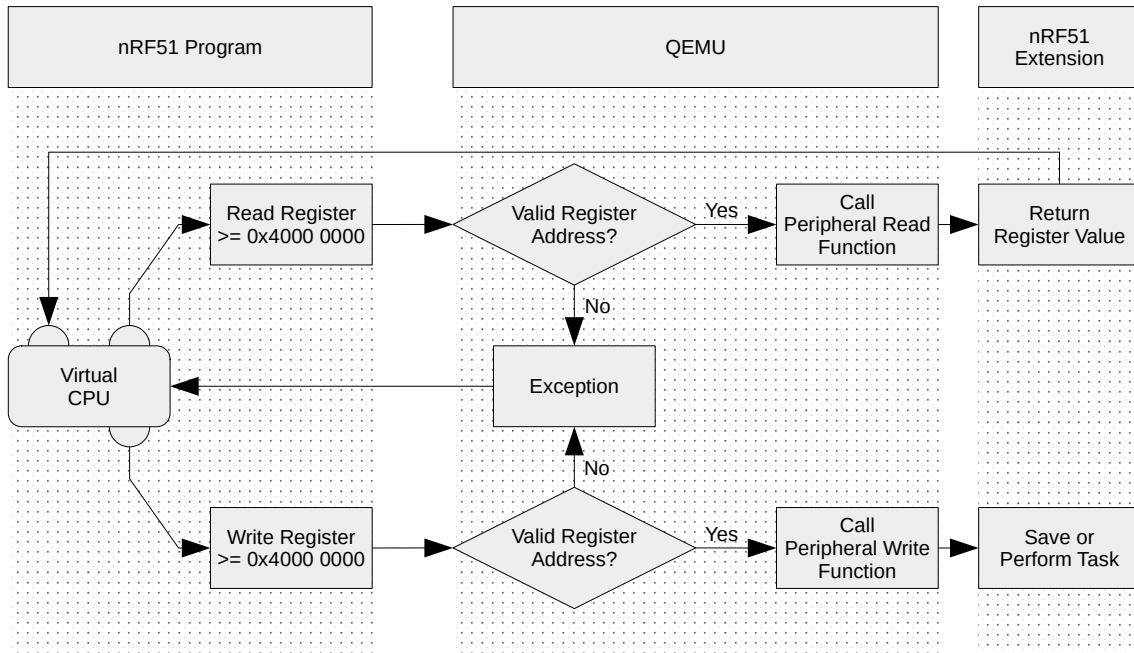 nRF51 Program
QEMU
nRF51
Extension
Read Register
>= 0x4000 0000
Valid Register
Address?
Yes
Call
Peripheral Read
Function
Return
Register Value
No
Virtual
CPU
Exception
No
Write Register
>= 0x4000 0000
Valid Register
Address?
Yes
Call
Peripheral Write
Function
Save or
Perform Task